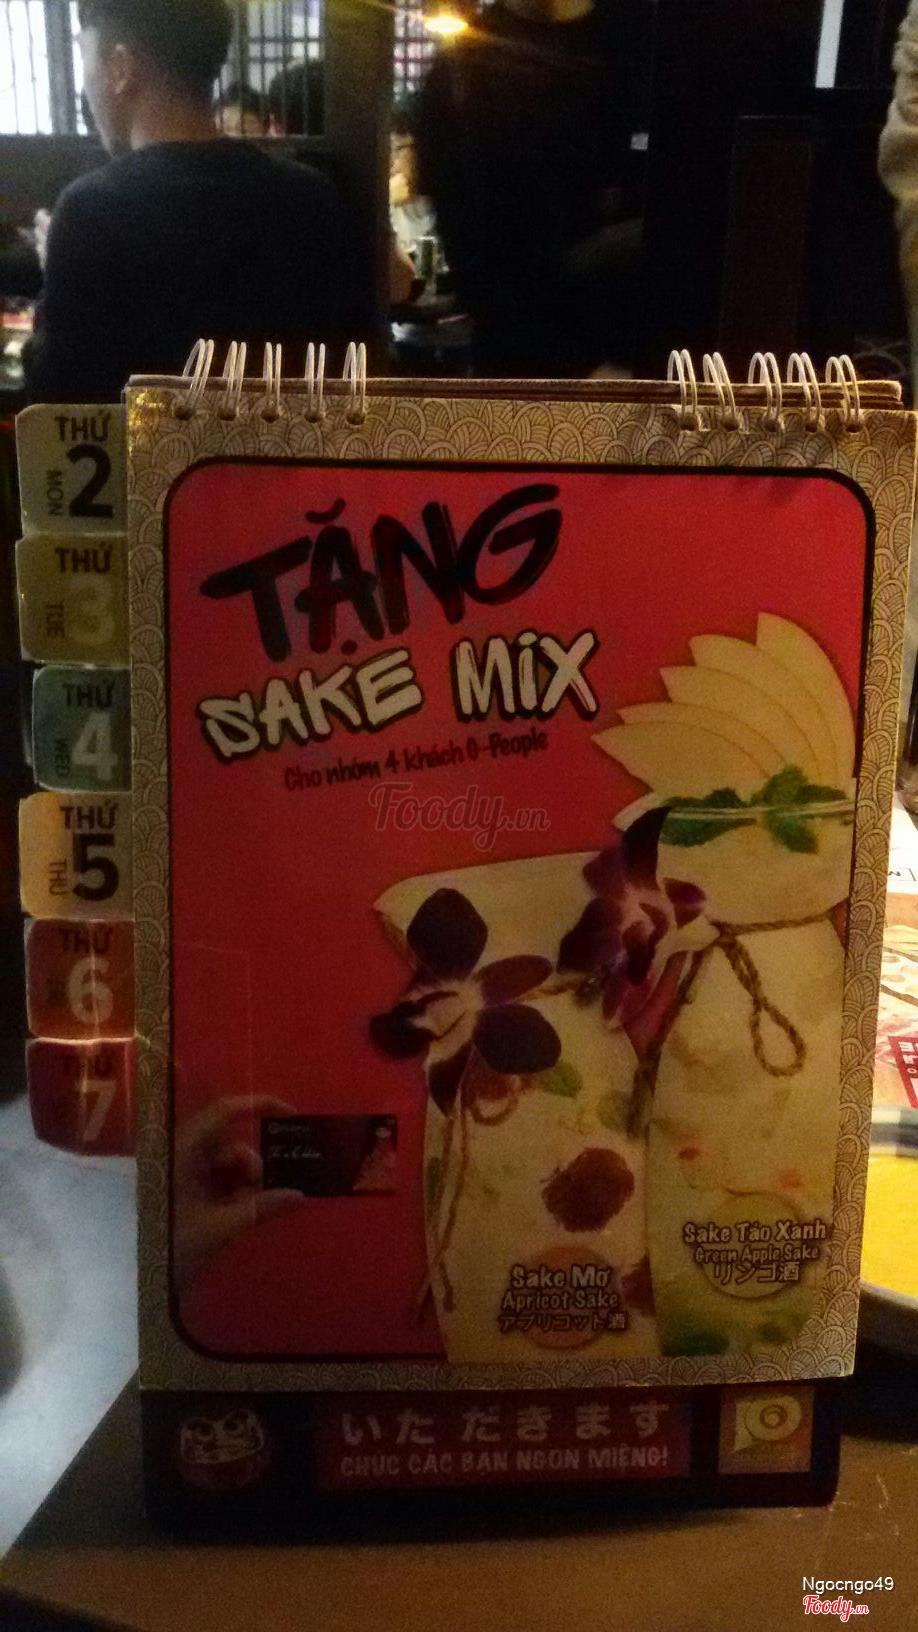 THỨ
2
MON
THỨ
3
TUE
THỨ
4
WED
THỨ
5
THU
THỨ
6
THỨ
7
TẶNG
SAKE MIX
Cho nhóm 4 khách G-People
Foody.vn
Sake Táo Xanh
Green Apple Sake
リンゴ酒
Sake Mơ
Apricot Sake
アプリコット酒
いただきます
CHÚC CÁC BẠN NGON MIỆNG!
Ngocngo49
Foody.vn